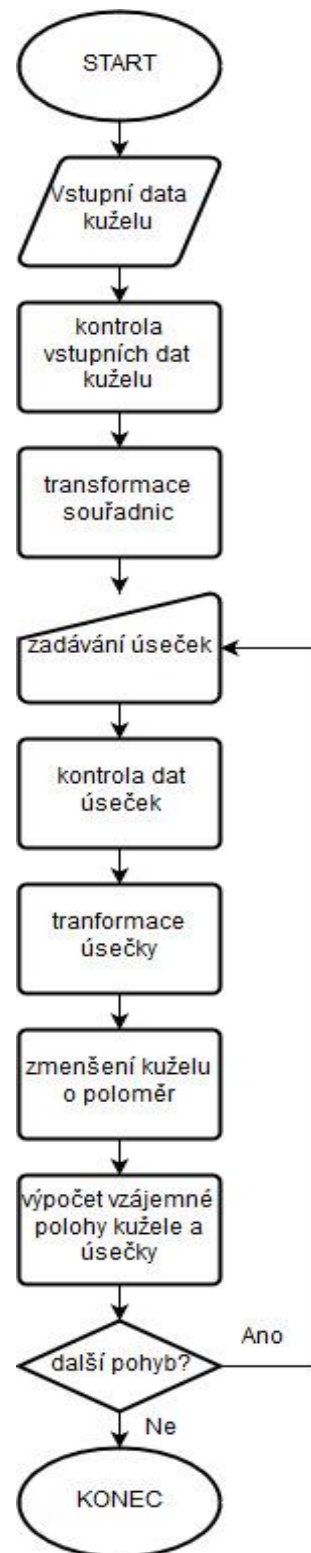 START
Vstupní data
kuželu
kontrola
vstupních dat
kuželu
transformace
souřadnic
zadávání úseček
kontrola dat
úseček
tranformace
úsečky
zmenšení kuželu
o poloměr
výpočet vzájemné
polohy kužele a
úsečky
další pohyb?
Ano
Ne
KONEC